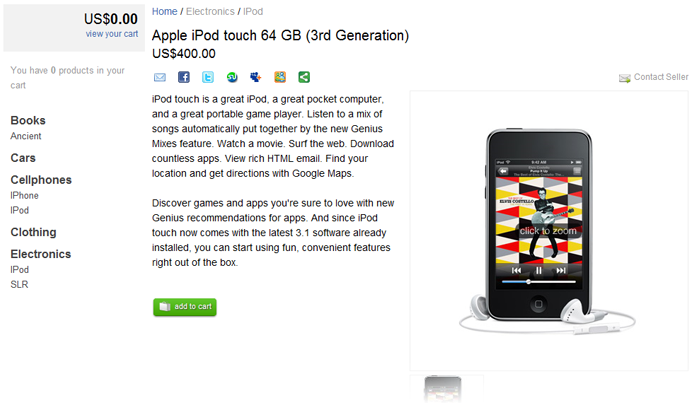 US$0.00
view your cart
You have 0 products in your
cart
Books
Ancient
Cars
Cellphones
IPhone
IPod
Clothing
Electronics
IPod
SLR
Home / Electronics / IPod
Apple iPod touch 64 GB (3rd Generation)
US$400.00
Contact Seller
iPod touch is a great iPod, a great pocket computer,
and a great portable game player. Listen to a mix of
songs automatically put together by the new Genius
Mixes feature. Watch a movie. Surf the web. Download
countless apps. View rich HTML email. Find your
location and get directions with Google Maps.
Discover games and apps you're sure to love with new
Genius recommendations for apps. And since iPod
touch now comes with the latest 3.1 software already
installed, you can start using fun, convenient features
right out of the box.
add to cart
iPod
9:42 AM
Elvis Costello
Pump It Up
ELVIS COSTELLO
click to zoom